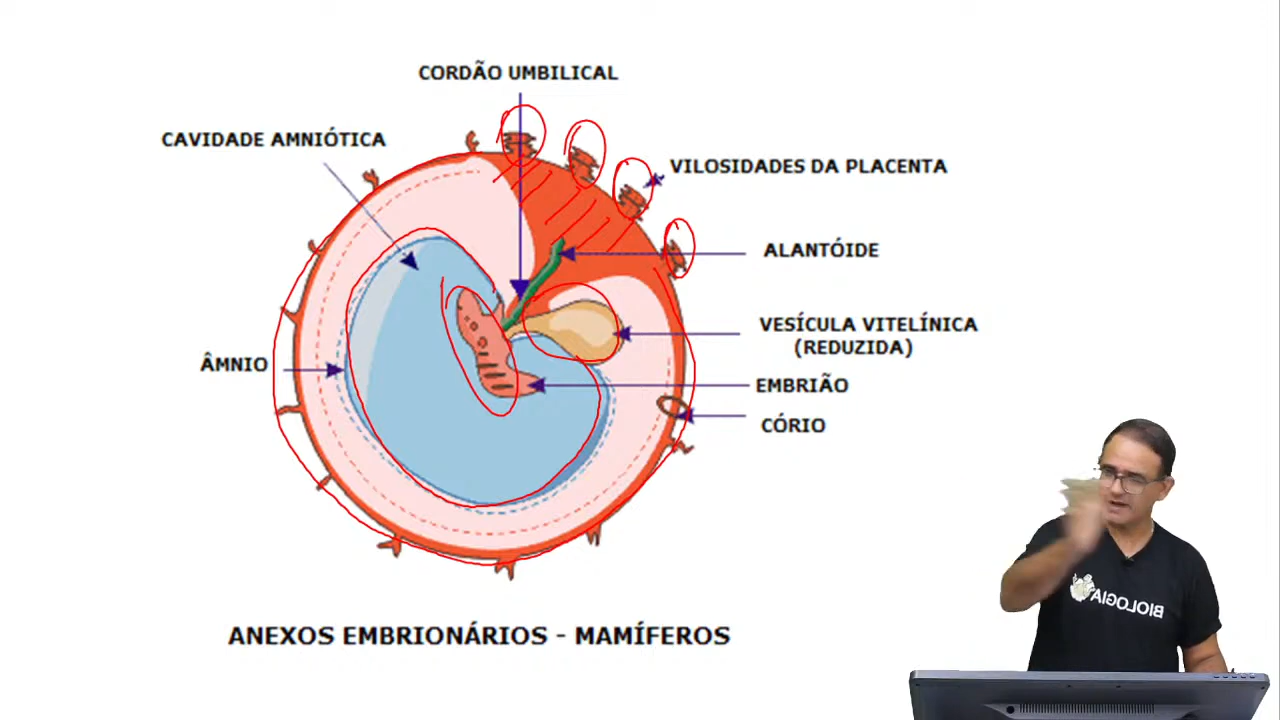 CORDÃO UMBILICAL
CAVIDADE AMNIÓTICA
VILOSIDADES DA PLACENTA
ALANTÓIDE
VESÍCULA VITELÍNICA
(REDUZIDA)
ÂMNIO
EMBRIÃO
CÓRIO
BIOLOGIA
ANEXOS EMBRIONÁRIOS - MAMÍFEROS